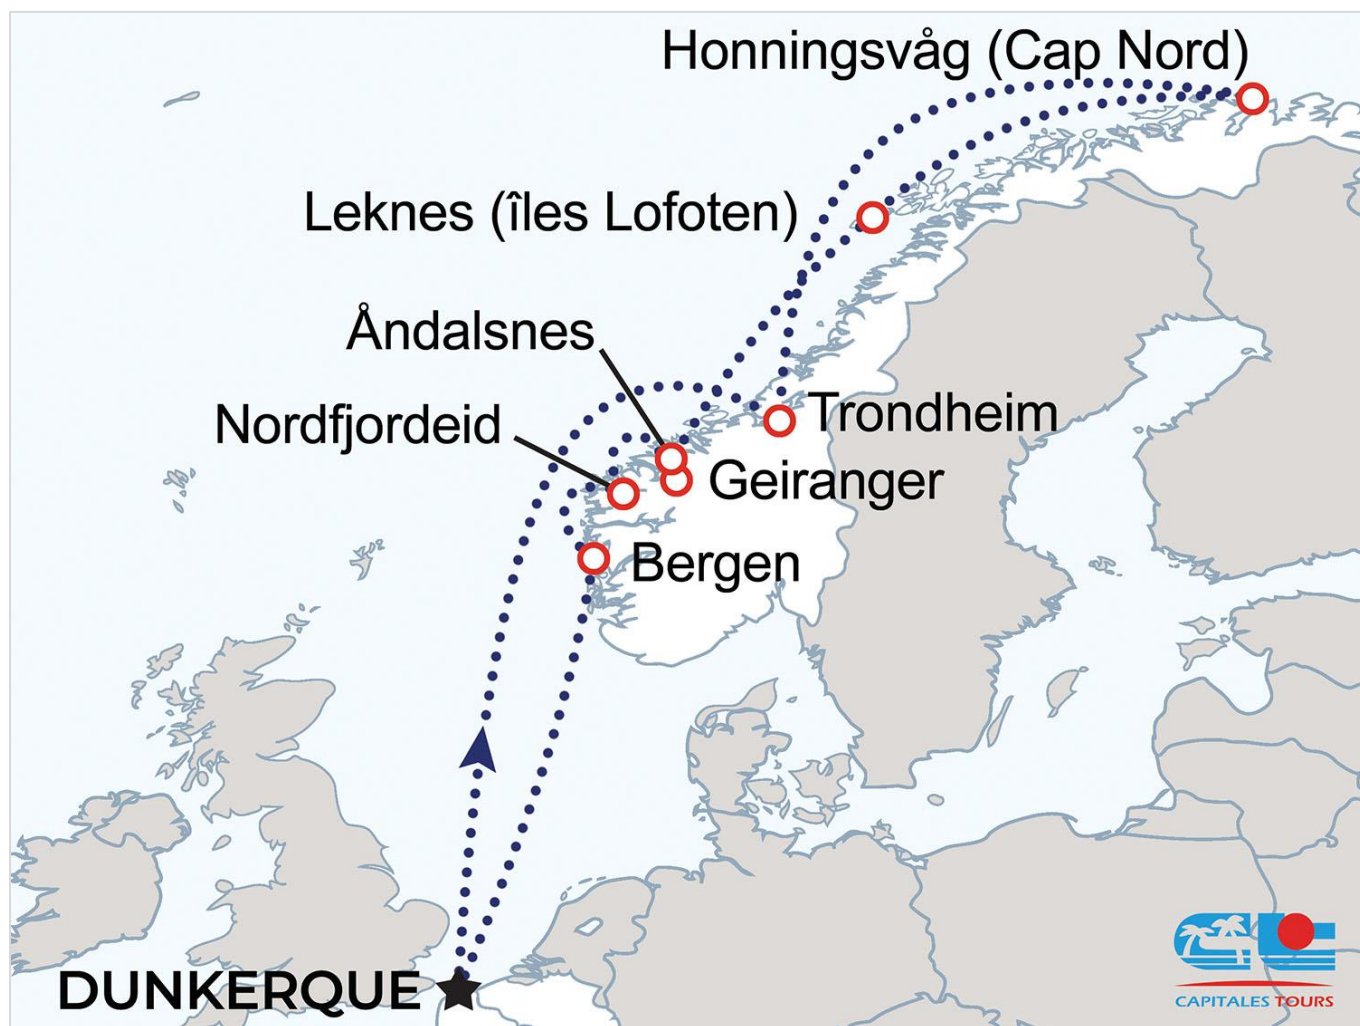 Honningsvåg (Cap Nord)
Leknes (îles Lofoten)
Åndalsnes
Nordfjordeid
Trondheim
Geiranger
Bergen
DUNKERQUE
CAPITALES TOURS